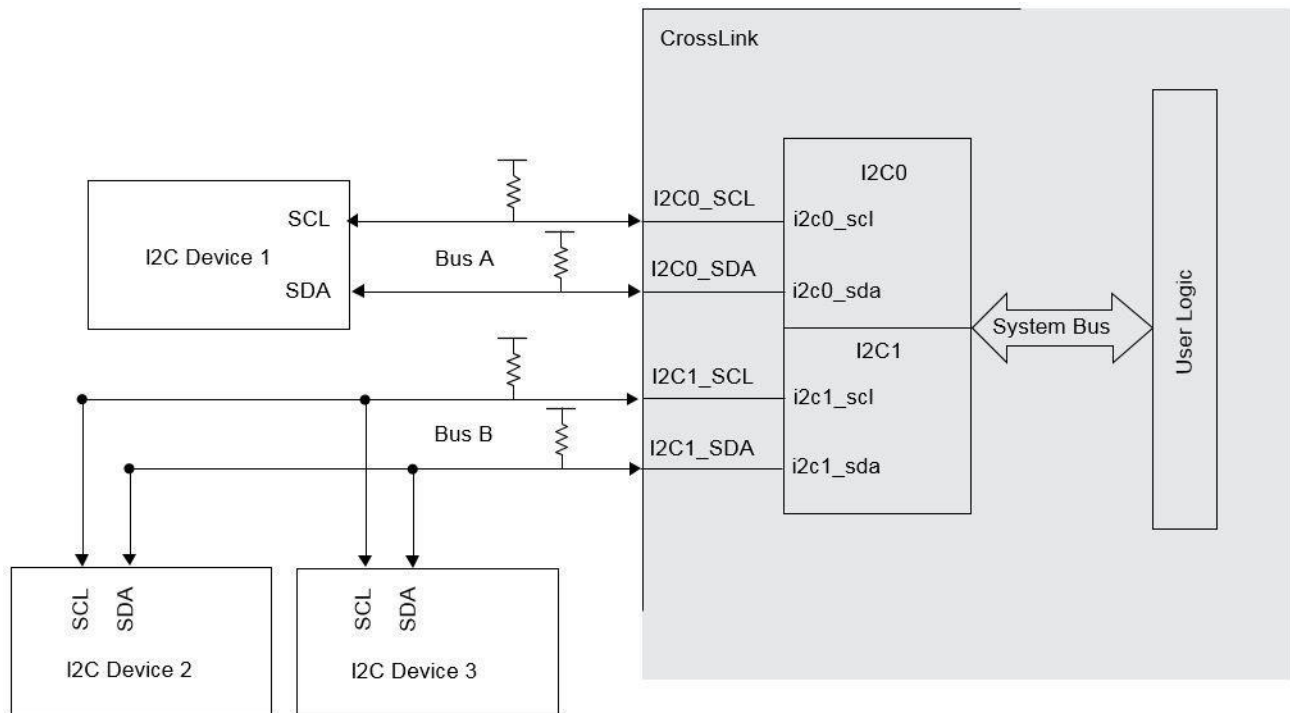 CrossLink
I2C0
I2C0_SCL
SCL
i2c0_scl
I2C Device 1
Bus A
I2C0_SDA
SDA
i2c0_sda
System Bus
User Logic
I2C1
I2C1_SCL
i2c1_scl
Bus B
I2C1_SDA
i2c1_sda
SCL
SDA
SCL
SDA
I2C Device 2
I2C Device 3